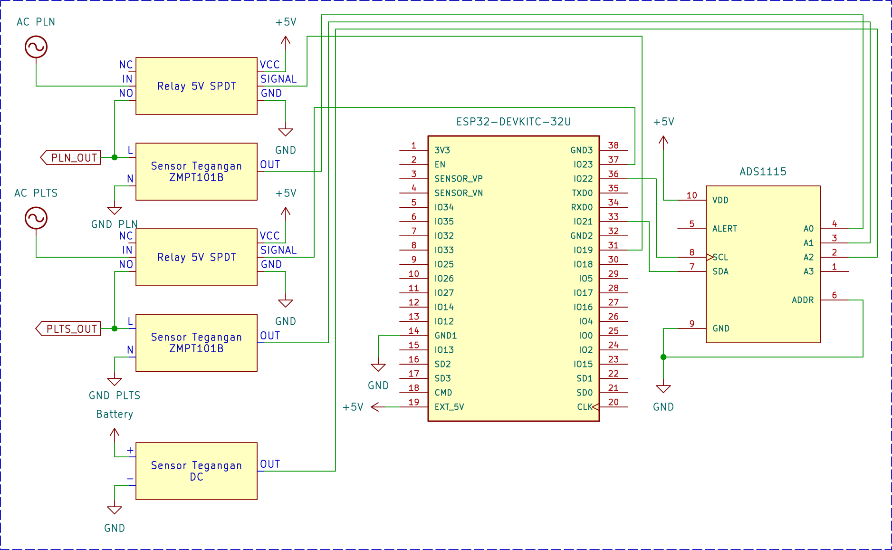 AC PLN
+5V
NC
IN
NO
Relay 5V SPDT
VCC
SIGNAL
GND
GND
PLN_OUT
L
N
Sensor Tegangan
ZMPT101B
OUT
GND PLN
AC PLTS
+5V
NC
IN
NO
Relay 5V SPDT
VCC
SIGNAL
GND
GND
PLTS_OUT
L
N
Sensor Tegangan
ZMPT101B
OUT
GND PLTS
Battery
+
-
Sensor Tegangan
DC
OUT
GND
ESP32-DEVKITC-32U
1 3V3
2 EN
3 SENSOR_VP
4 SENSOR_VN
5 IO34
6 IO35
7 IO32
8 IO33
9 IO25
10 IO26
11 IO27
12 IO14
13 IO12
14 GND1
15 IO13
16 SD2
17 SD3
18 CMD
19 EXT_5V
GND3 38
IO23 37
IO22 36
TXD0 35
RXD0 34
IO21 33
GND2 32
IO19 31
IO18 30
IO5 29
IO17 28
IO16 27
IO4 26
IO0 25
IO2 24
IO15 23
SD1 22
SD0 21
CLK 20
GND
+5V
+5V
ADS1115
10 VDD
5 ALERT
8 SCL
7 SDA
9 GND
A0 4
A1 3
A2 2
A3 1
ADDR 6
GND